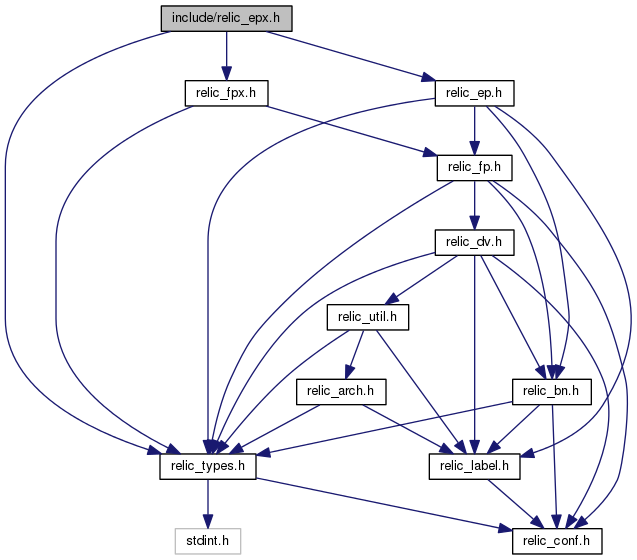 include/relic_epx.h
relic_fpx.h
relic_ep.h
relic_fp.h
relic_dv.h
relic_util.h
relic_arch.h
relic_bn.h
relic_types.h
relic_label.h
stdint.h
relic_conf.h